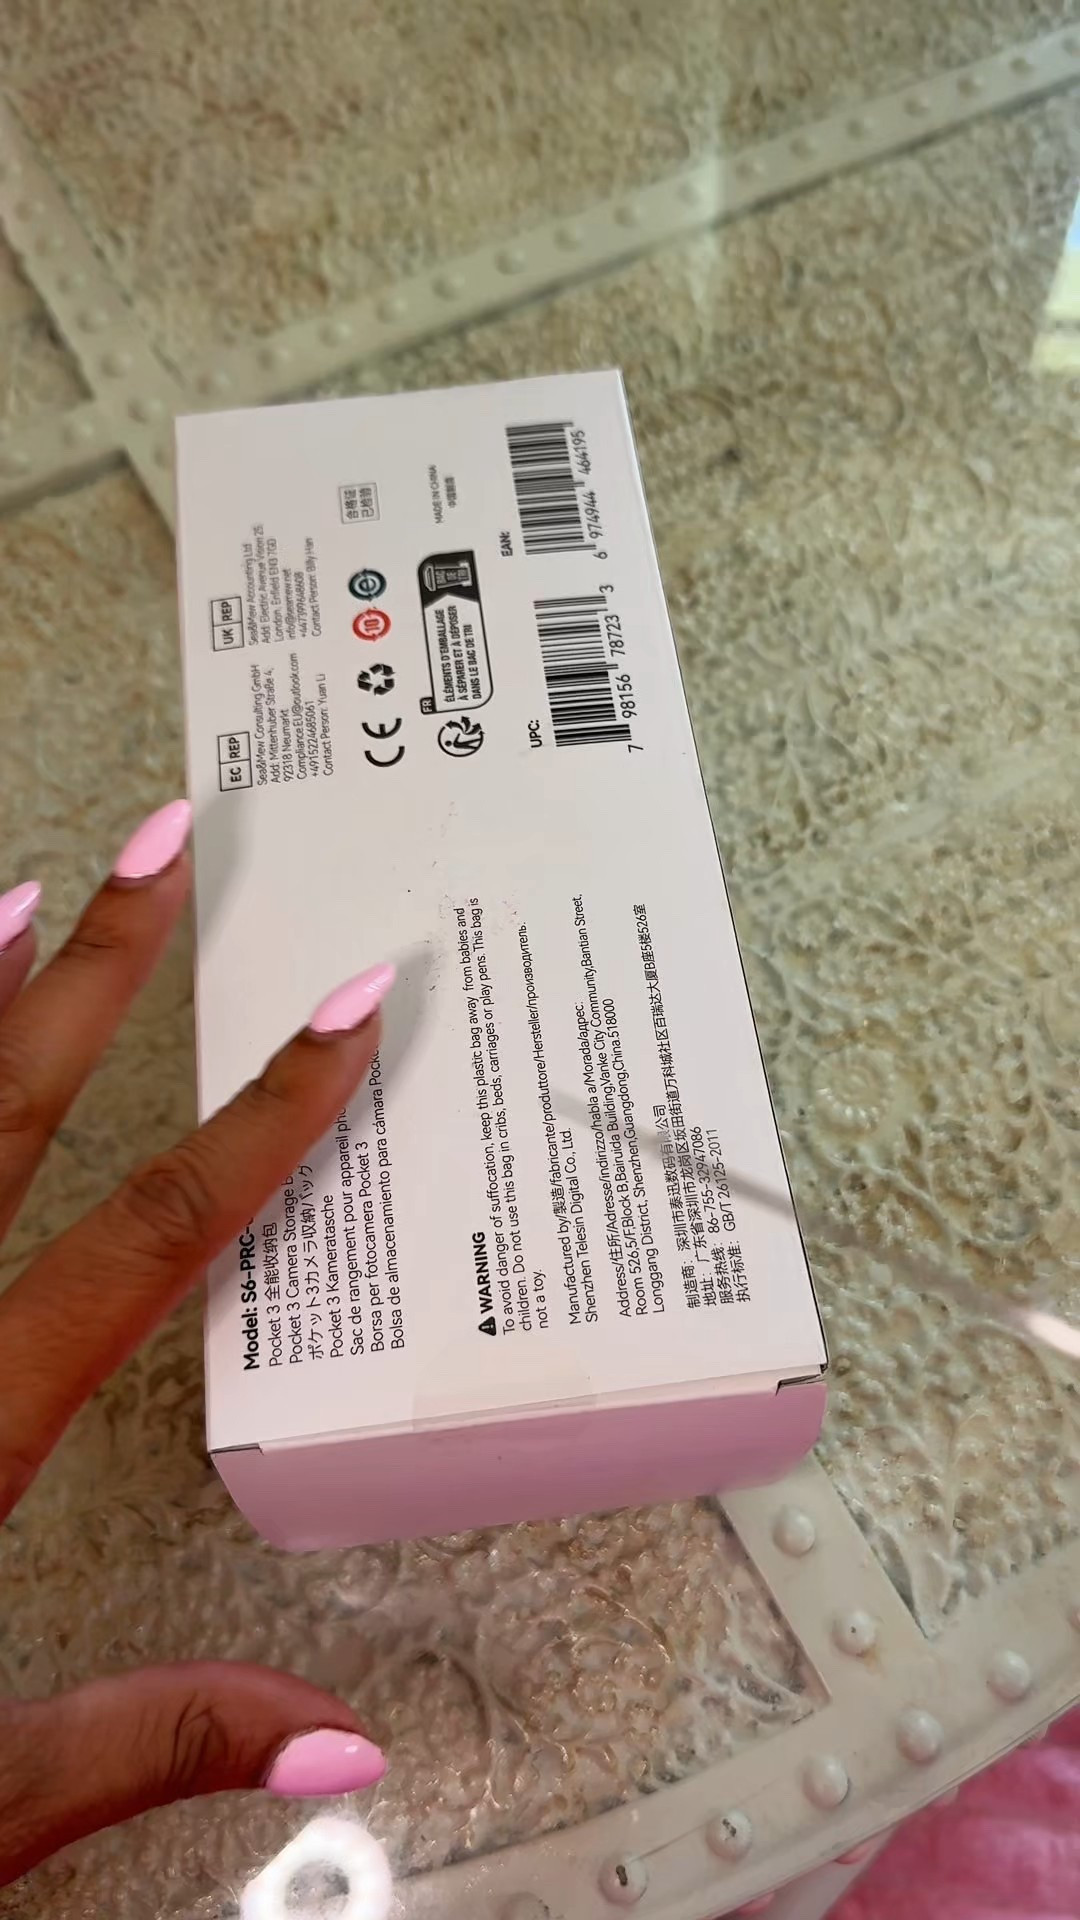 Model: S6-PRC-
Pocket 3 全能收纳包
Pocket 3 Camera Storage
ポケット3カメラ収納バッグ
Pocket 3 Kameratasche
Sac de rangement pour appareil
Borsa per fotocamera Pocket 3
Bolsa de almacenamiento para cámara
WARNING
To avoid danger of suffocation, keep this plastic bag away from babies and
children. Do not use this bag in cribs, beds, carriages or play pens. This bag is
not a toy.
Manufactured by/製造/fabricante/produttore/Hersteller/производитель:
Shenzhen Telesin Digital Co., Ltd.
Address/住所/Adresse/indirizzo/habla a/Morada/адрес:
Room 526,5/F,Block B,Bairuida Building,Vanke City Community,Bantian Street,
Longgang District, Shenzhen,Guangdong,China.518000
制造商: 深圳市泰迅数码有限公司
地址: 广东省深圳市龙岗区坂田街道万科城社区百瑞达大厦B座5楼526室
服务热线: 86-755-32947086
执行标准: GB/T 26125-2011
EC REP
Sea&Mew Consulting GmbH
Add: Mittenhuber Straße 4,
92318 Neumarkt
Compliance.EU@outlook.com
+4915224685061
Contact Person: Yuan Li
UK REP
Sea&Mew Accounting Ltd
Add: Electric Avenue Vision 25,
London, Enfield EN3 7GD
info@seamew.net
+447399648608
Contact Person: Billy Han
CE
10
e
合格证
已检验
FR
ÉLÉMENTS D'EMBALLAGE
À SÉPARER ET À DÉPOSER
DANS LE BAC DE TRI
BAC
DE
TRI
MADE IN CHINA
中国制造
UPC:
7 98156 78723 3
EAN:
6 974944 464195